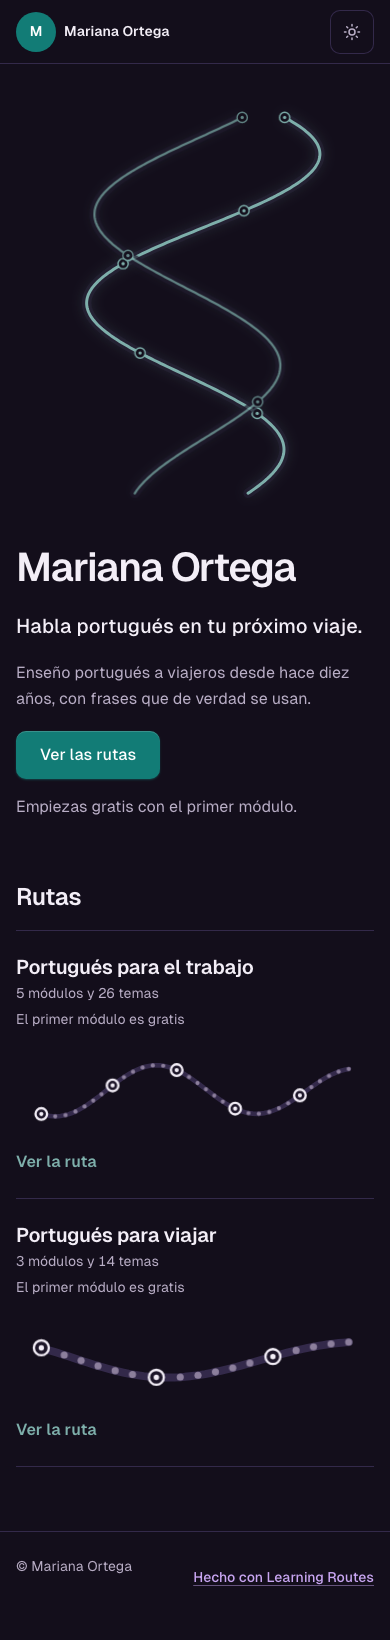 M Mariana Ortega
Mariana Ortega
Habla portugués en tu próximo viaje.
Enseño portugués a viajeros desde hace diez
años, con frases que de verdad se usan.
Ver las rutas
Empiezas gratis con el primer módulo.
Rutas
Portugués para el trabajo
5 módulos y 26 temas
El primer módulo es gratis
Ver la ruta
Portugués para viajar
3 módulos y 14 temas
El primer módulo es gratis
Ver la ruta
© Mariana Ortega
Hecho con Learning Routes